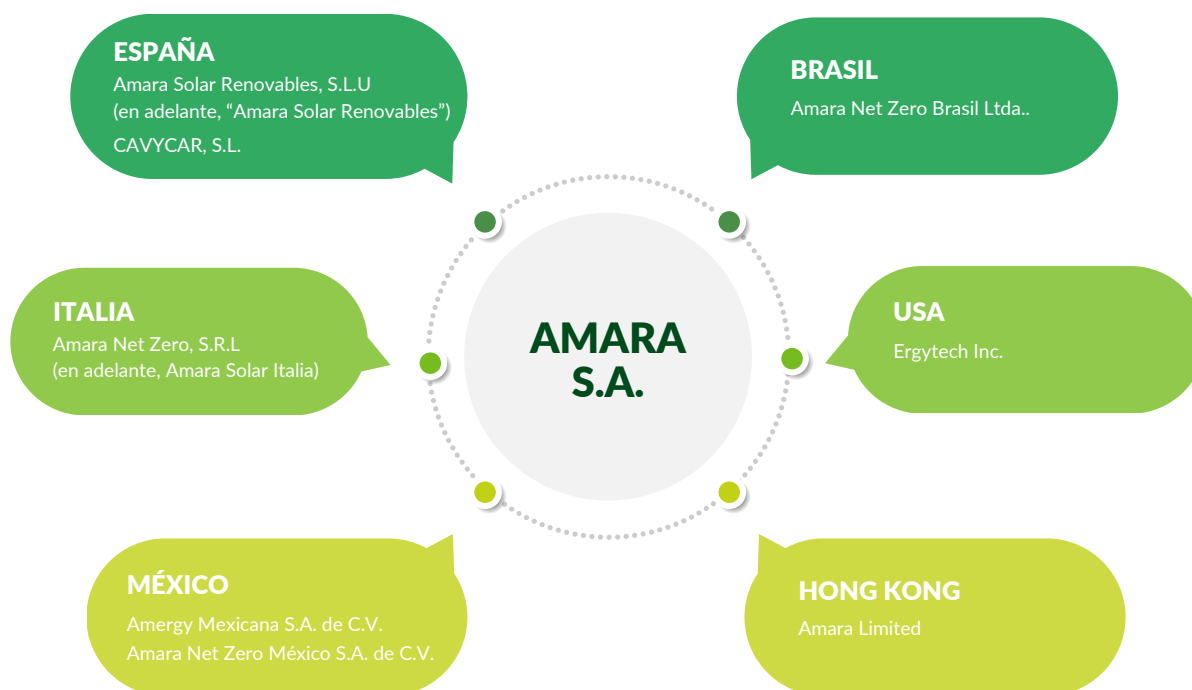 ESPAÑA
Amara Solar Renovables, S.L.U
(en adelante, “Amara Solar Renovables”)
CAVYCAR, S.L.
BRASIL
Amara Net Zero Brasil Ltda..
ITALIA
Amara Net Zero, S.R.L
(en adelante, Amara Solar Italia)
AMARA
S.A.
USA
Ergytech Inc.
MÉXICO
Amergy Mexicana S.A. de C.V.
Amara Net Zero México S.A. de C.V.
HONG KONG
Amara Limited